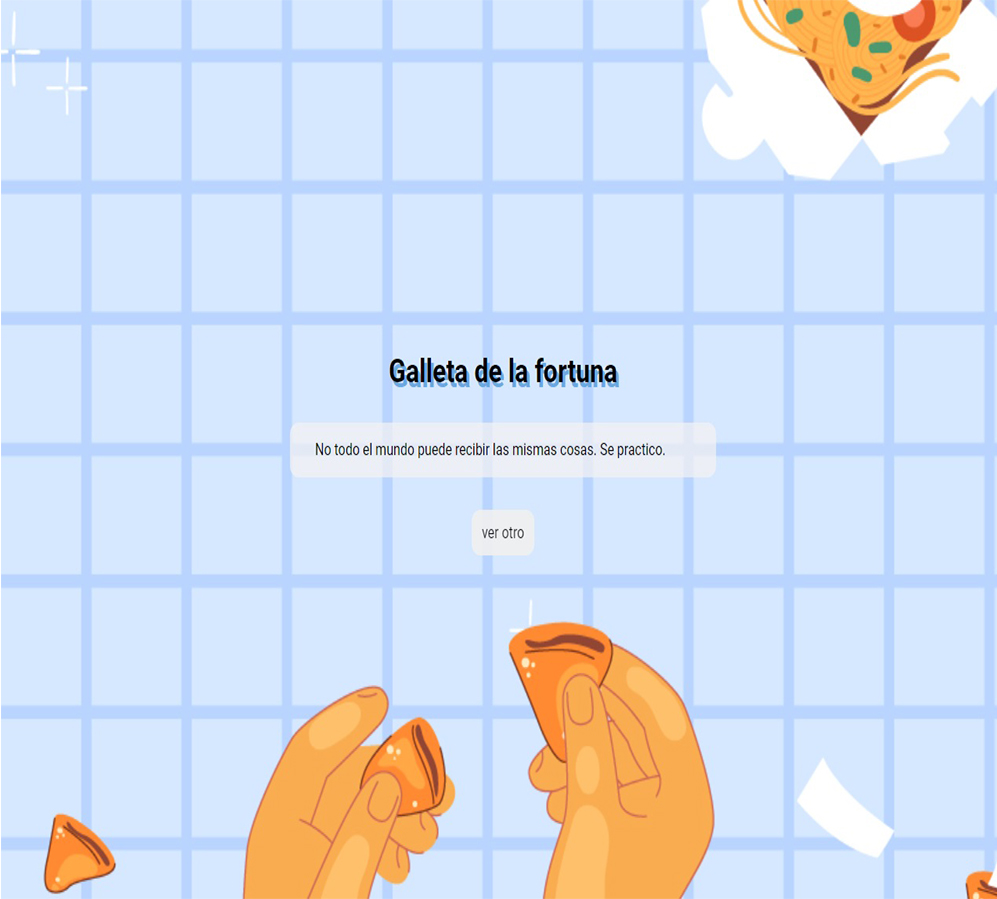 Galleta de la fortuna
No todo el mundo puede recibir las mismas cosas. Se practico.
ver otro